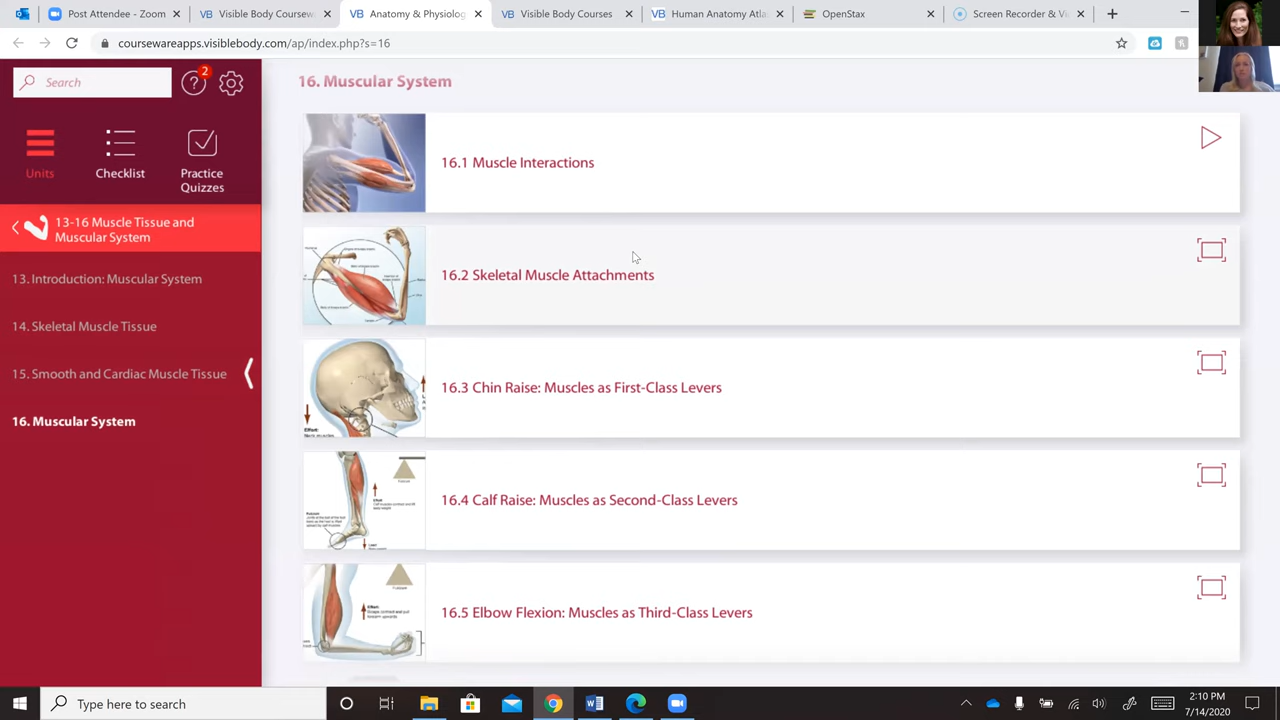 Post Attendee - Zoom
Visible Body Coursew
Anatomy & Physiolog
Visible Body Courses
Human Anatomy Atla
OpenStax
Screen Recorder & Vi
coursewareapps.visiblebody.com/ap/index.php?s=16
Search
2
Units
Checklist
Practice
Quizzes
13-16 Muscle Tissue and
Muscular System
13. Introduction: Muscular System
14. Skeletal Muscle Tissue
15. Smooth and Cardiac Muscle Tissue
16. Muscular System
16. Muscular System
16.1 Muscle Interactions
16.2 Skeletal Muscle Attachments
16.3 Chin Raise: Muscles as First-Class Levers
16.4 Calf Raise: Muscles as Second-Class Levers
16.5 Elbow Flexion: Muscles as Third-Class Levers
Type here to search
2:10 PM
7/14/2020